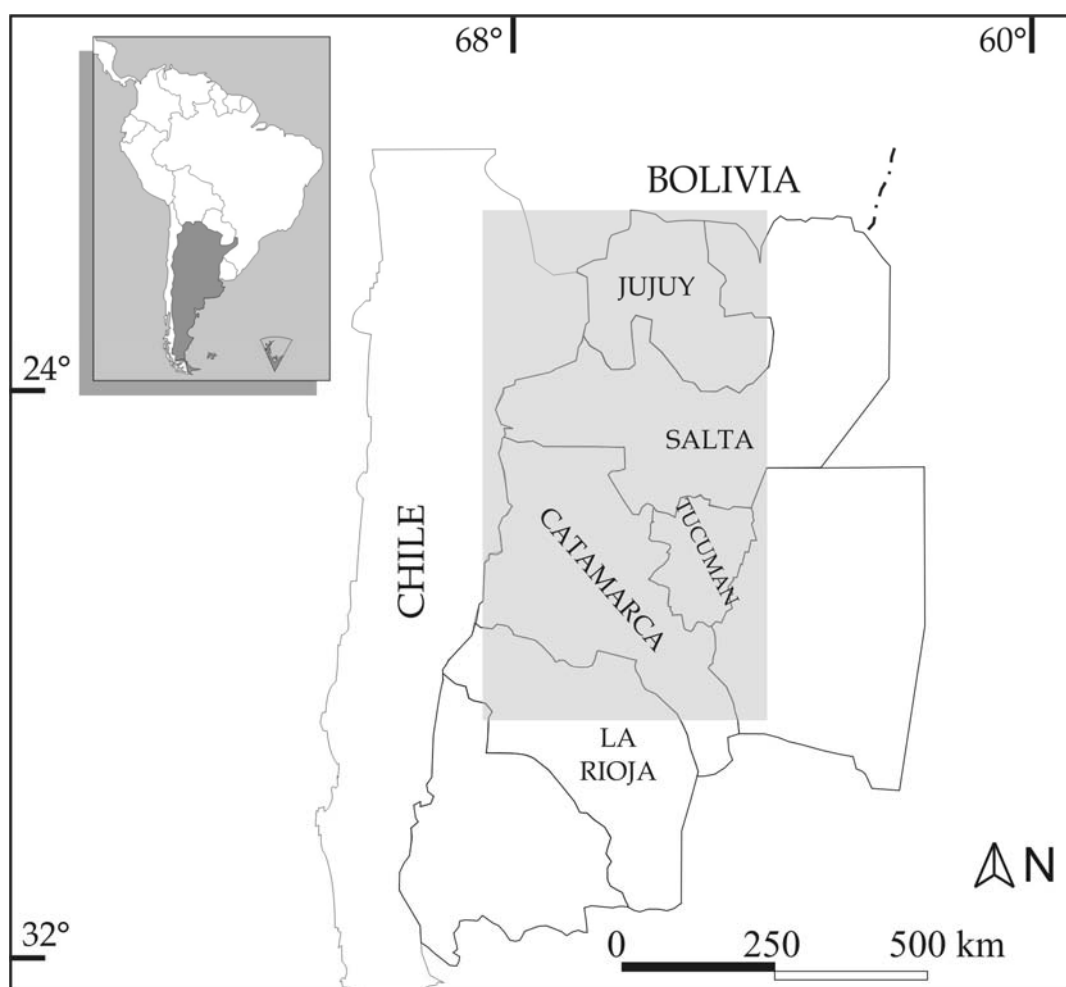 68°
60°
BOLIVIA
JUJUY
24°
SALTA
CHILE
CATAMARCA
TUCUMAN
LA
RIOJA
N
32°
0
250
500 km